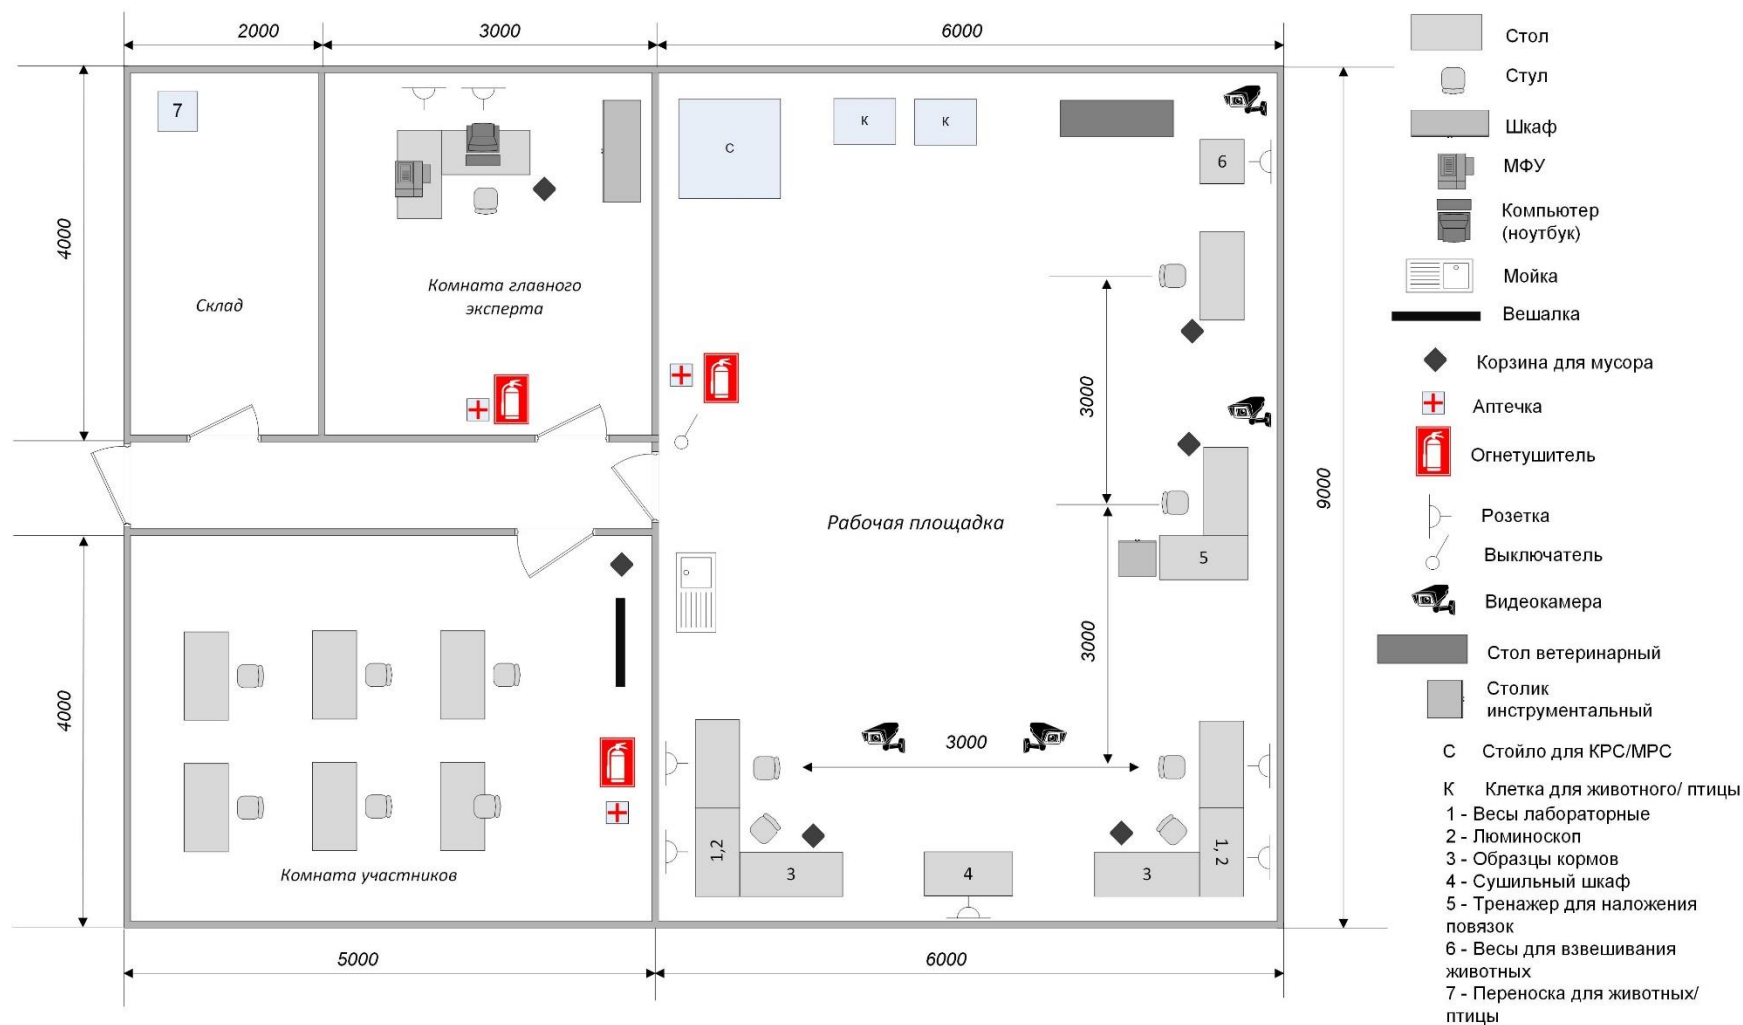 2000
3000
6000
4000
4000
9000
7
С
К
К
6
Склад
Комната главного
эксперта
3000
Рабочая площадка
5
3000
3000
1,2
3
4
3
1, 2
Комната участников
5000
6000
Стол
Стул
Шкаф
МФУ
Компьютер
(ноутбук)
Мойка
Вешалка
Корзина для мусора
Аптечка
Огнетушитель
Розетка
Выключатель
Видеокамера
Стол ветеринарный
Столик
инструментальный
С Стойло для КРС/МРС
К Клетка для животного/ птицы
1 - Весы лабораторные
2 - Люминоскоп
3 - Образцы кормов
4 - Сушильный шкаф
5 - Тренажер для наложения
повязок
6 - Весы для взвешивания
животных
7 - Переноска для животных/
птицы